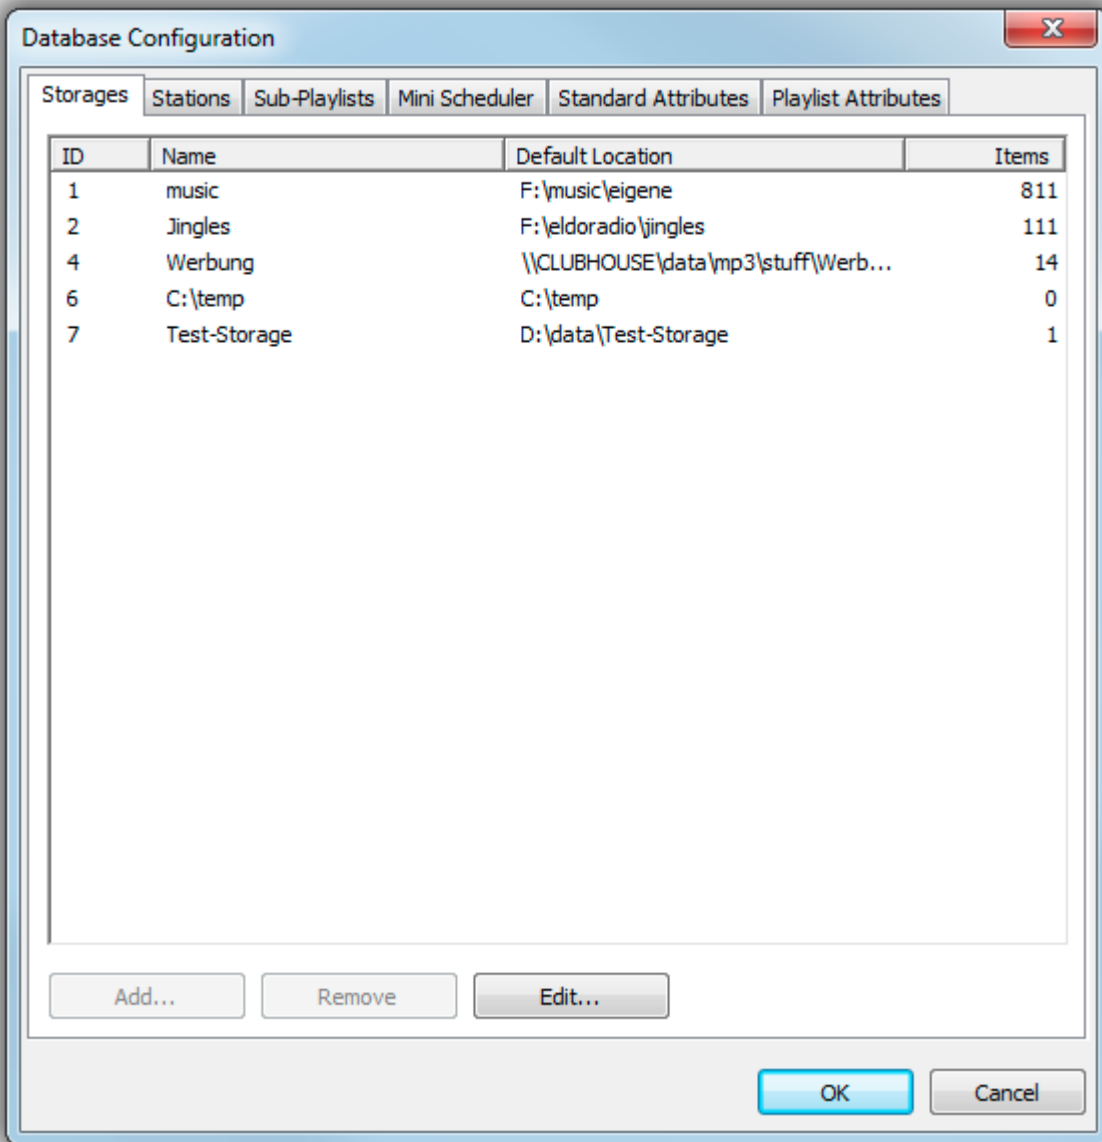 Database Configuration
Storages Stations Sub-Playlists Mini Scheduler Standard Attributes Playlist Attributes
ID Name Default Location Items
1 music F:\music\eigene 811
2 Jingles F:\eldoradio\jingles 111
4 Werbung \\CLUBHOUSE\data\mp3\stuff\Werb... 14
6 C:\temp C:\temp 0
7 Test-Storage D:\data\Test-Storage 1
Add... Remove Edit...
OK Cancel